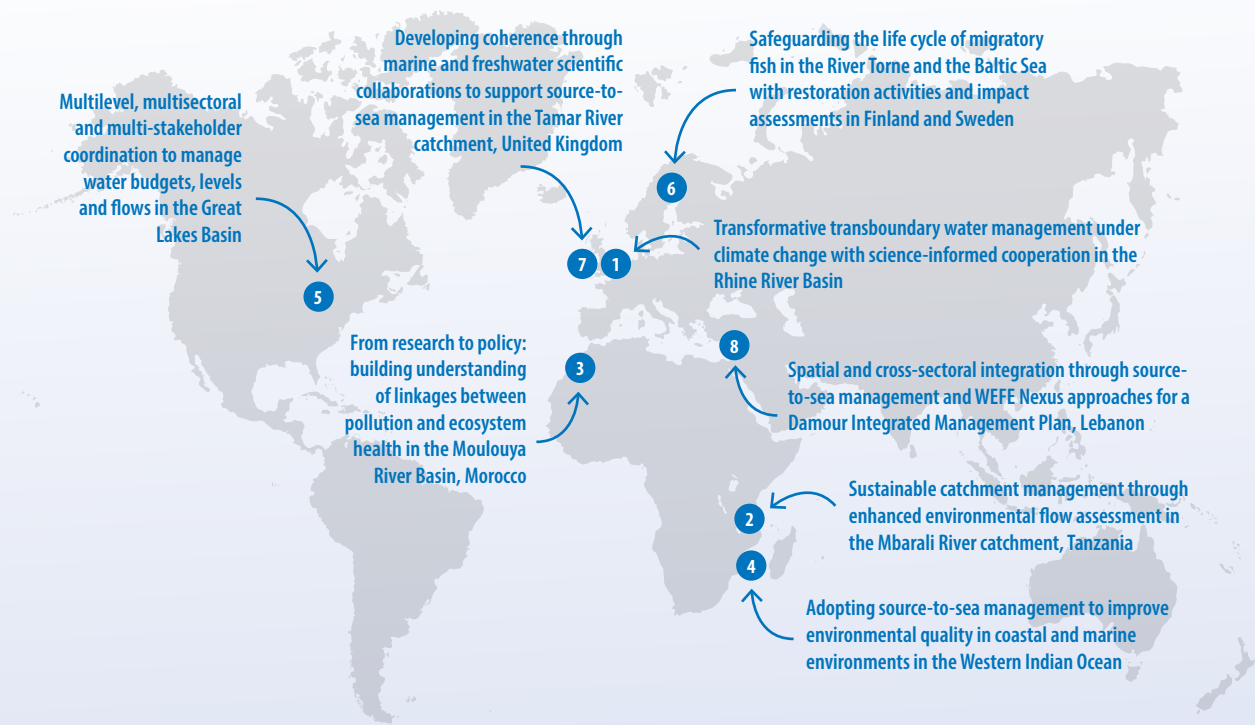 Developing coherence through
marine and freshwater scientific
collaborations to support source-to-
sea management in the Tamar River
catchment, United Kingdom
Safeguarding the life cycle of migratory
fish in the River Torne and the Baltic Sea
with restoration activities and impact
assessments in Finland and Sweden
Multilevel, multisectoral
and multi-stakeholder
coordination to manage
water budgets, levels
and flows in the Great
Lakes Basin
6
Transformative transboundary water management under
climate change with science-informed cooperation in the
Rhine River Basin
7
1
5
From research to policy:
building understanding
of linkages between
pollution and ecosystem
health in the Moulouya
River Basin, Morocco
3
8
Spatial and cross-sectoral integration through source-
to-sea management and WEFE Nexus approaches for a
Damour Integrated Management Plan, Lebanon
Sustainable catchment management through
enhanced environmental flow assessment in
the Mbarali River catchment, Tanzania
2
4
Adopting source-to-sea management to improve
environmental quality in coastal and marine
environments in the Western Indian Ocean